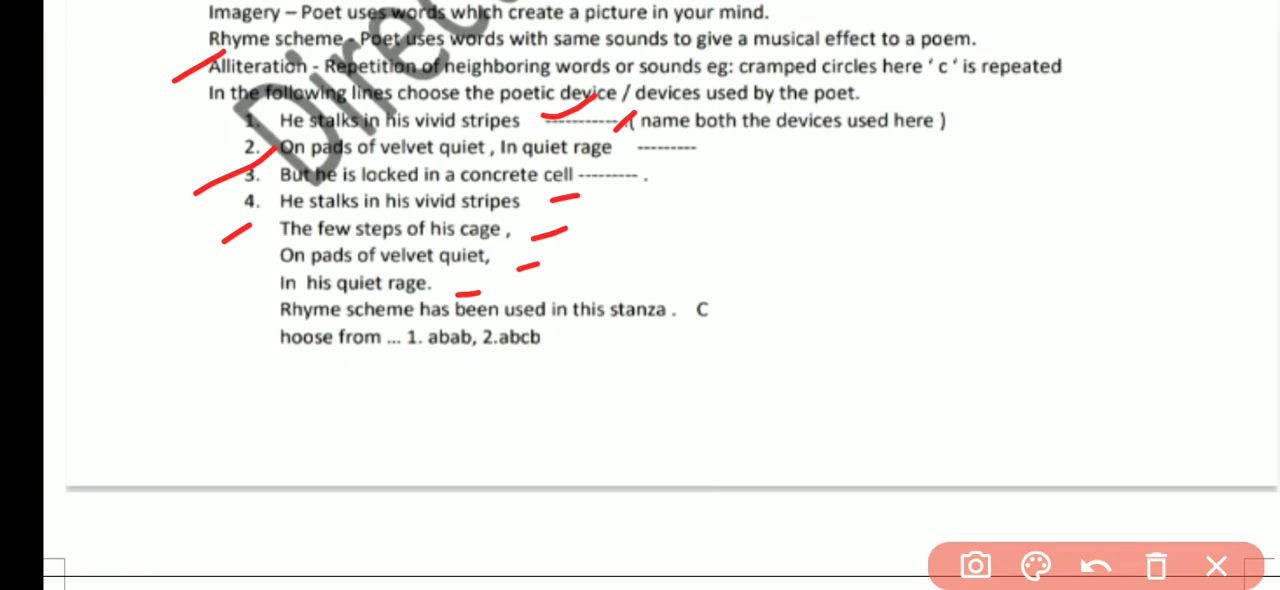 Imagery – Poet uses words which create a picture in your mind.
Rhyme scheme - Poet uses words with same sounds to give a musical effect to a poem.
Alliteration - Repetition of neighboring words or sounds eg: cramped circles here ‘ c ‘ is repeated
In the following lines choose the poetic device / devices used by the poet.
1. He stalks in his vivid stripes ----------- .( name both the devices used here )
2. On pads of velvet quiet , In quiet rage ---------
3. But he is locked in a concrete cell --------- .
4. He stalks in his vivid stripes
The few steps of his cage ,
On pads of velvet quiet,
In his quiet rage.
Rhyme scheme has been used in this stanza . C
hoose from ... 1. abab, 2.abcb